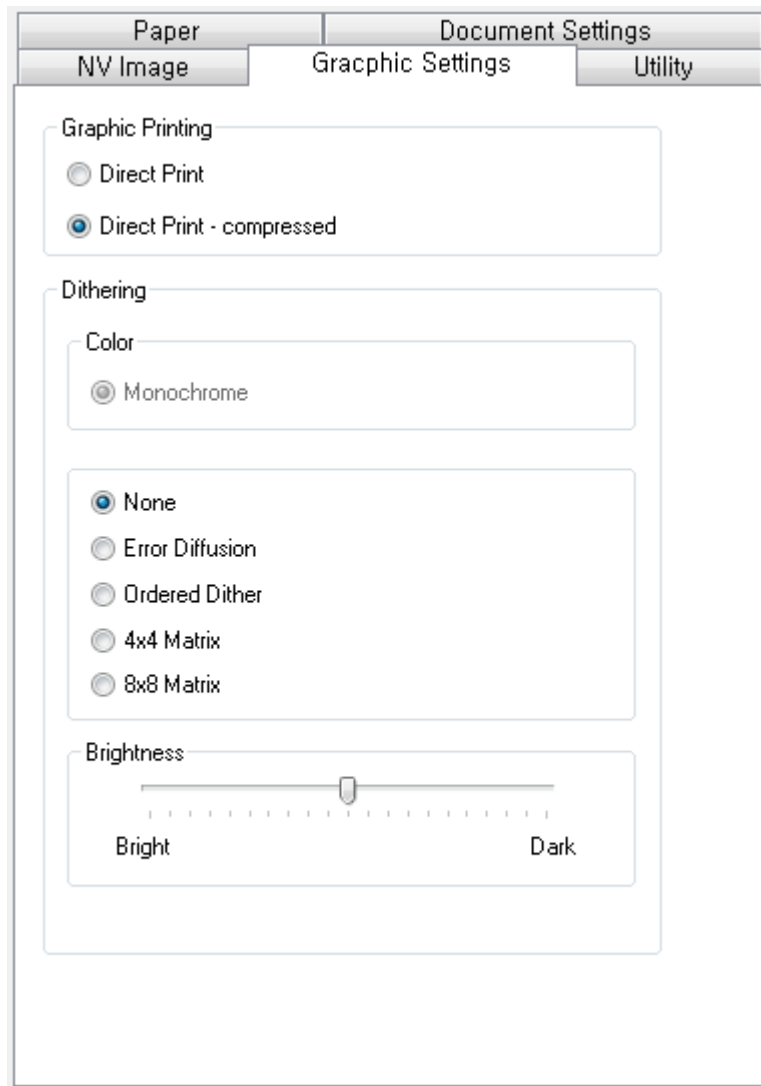 Paper Document Settings
NV Image Gracphic Settings Utility
Graphic Printing
Direct Print
Direct Print - compressed
Dithering
Color
Monochrome
None
Error Diffusion
Ordered Dither
4x4 Matrix
8x8 Matrix
Brightness
Bright Dark